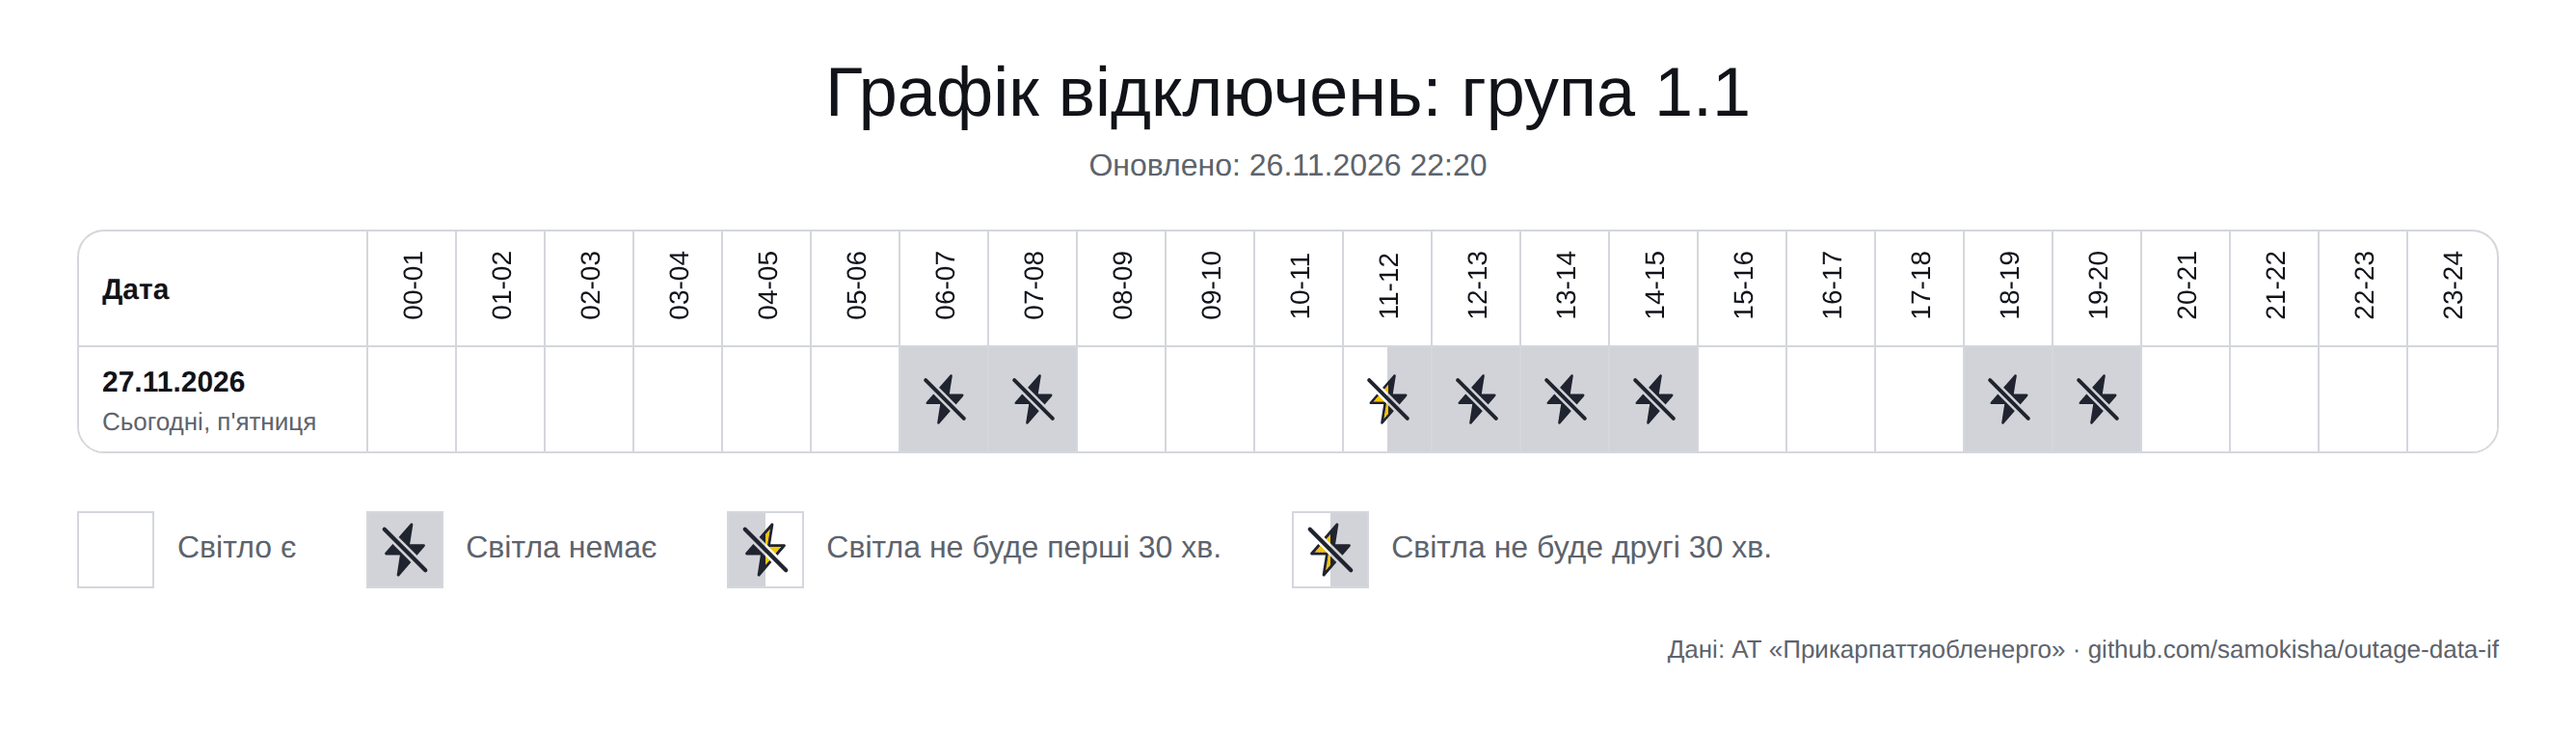 Графік відключень: група 1.1
Оновлено: 26.11.2026 22:20
Дата 00-01 01-02 02-03 03-04 04-05 05-06 06-07 07-08 08-09 09-10 10-11 11-12 12-13 13-14 14-15 15-16 16-17 17-18 18-19 19-20 20-21 21-22 22-23 23-24
27.11.2026
Сьогодні, п'ятниця
Світло є Світла немає Світла не буде перші 30 хв. Світла не буде другі 30 хв.
Дані: АТ «Прикарпаттяобленерго» · github.com/samokisha/outage-data-if